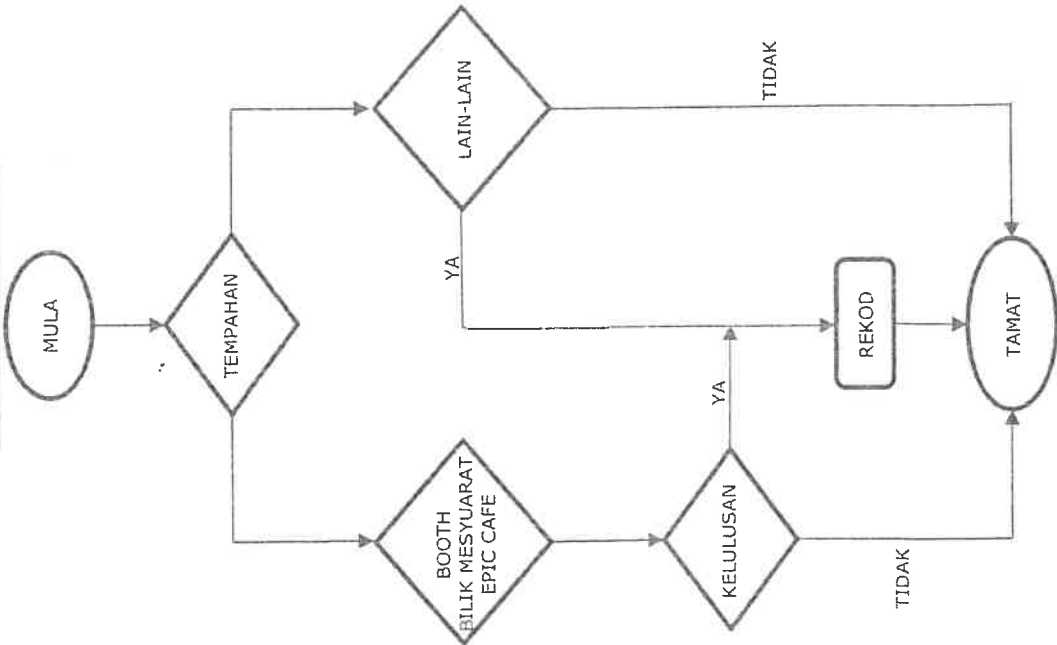 MULA
TEMPAHAN
BOOTH
BILIK MESYUARAT
EPIC CAFE
LAIN-LAIN
YA
TIDAK
KELULUSAN
YA
TIDAK
REKOD
TAMAT